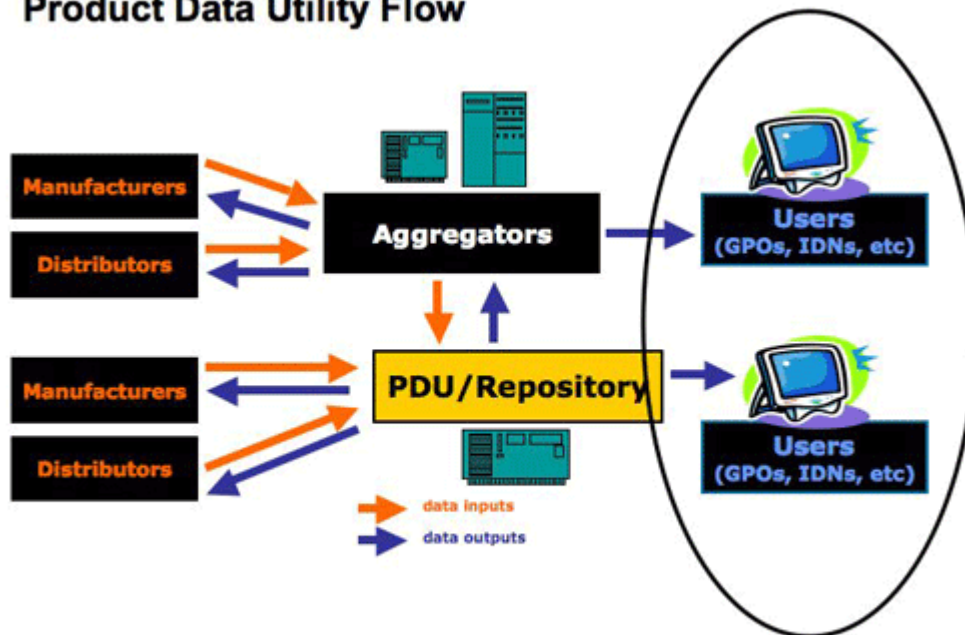 Product Data Utility Flow
Manufacturers
Distributors
Aggregators
Users
(GPOs, IDNs, etc)
Manufacturers
Distributors
PDU/Repository
Users
(GPOs, IDNs, etc)
data inputs
data outputs